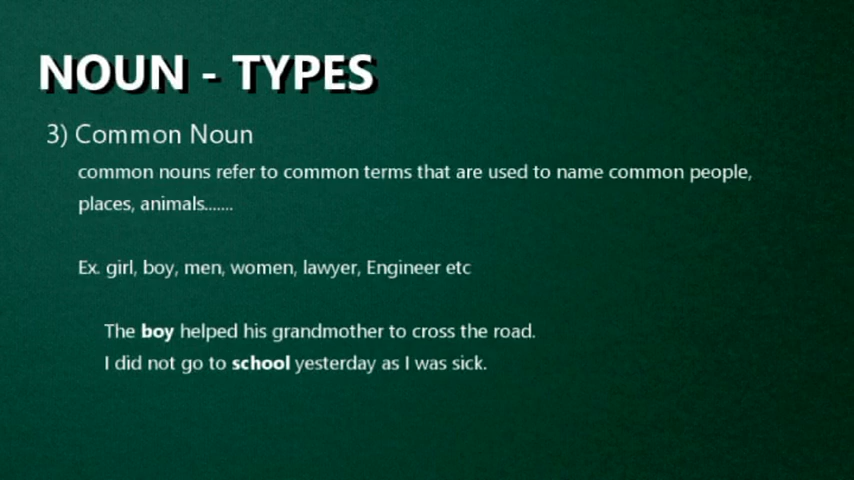 NOUN - TYPES
3) Common Noun
common nouns refer to common terms that are used to name common people,
places, animals.......
Ex. girl, boy, men, women, lawyer, Engineer etc
The boy helped his grandmother to cross the road.
I did not go to school yesterday as I was sick.